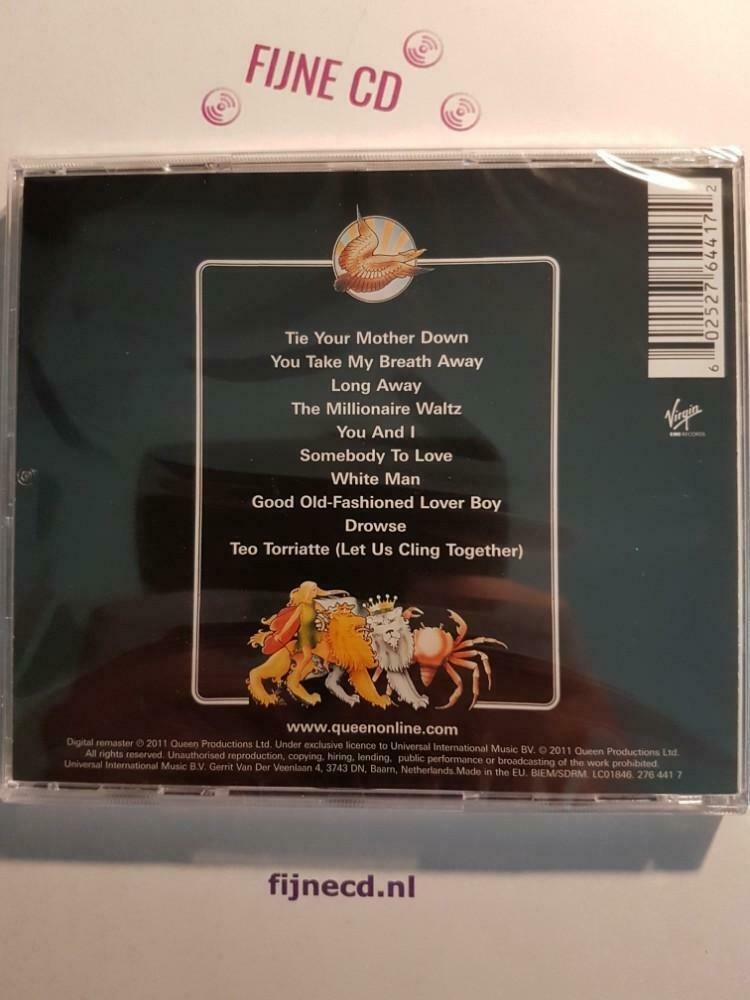 FIJNE CD
6 02527 64417 2
Virgin
Tie Your Mother Down
You Take My Breath Away
Long Away
The Millionaire Waltz
You And I
Somebody To Love
White Man
Good Old-Fashioned Lover Boy
Drowse
Teo Torriatte (Let Us Cling Together)
www.queenonline.com
Digital remaster ℗ 2011 Queen Productions Ltd. Under exclusive licence to Universal International Music BV. © 2011 Queen Productions Ltd.
All rights reserved. Unauthorised reproduction, copying, hiring, lending, public performance or broadcasting of the work prohibited.
Universal International Music B.V. Gerrit Van Der Veenlaan 4, 3743 DN, Baarn, Netherlands.Made in the EU. BIEM/SDRM. LC01846. 276 441 7
fijnecd.nl